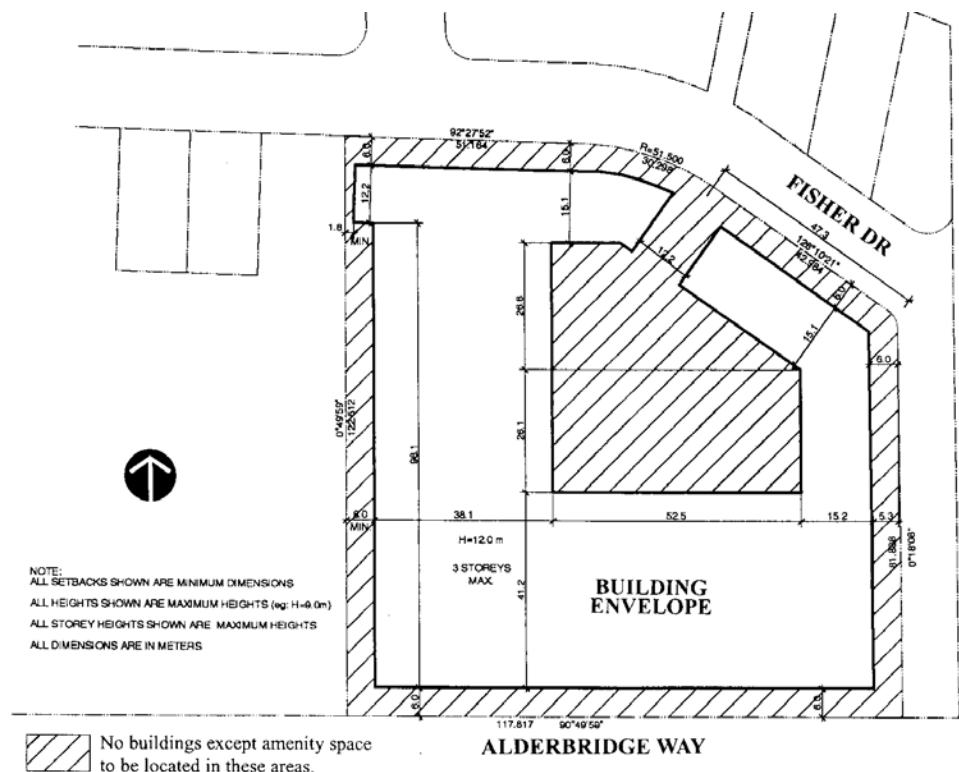 92°27'52"
51.164
6.0
6.0
R=51.500
30.298
FISHER DR
47.3
126°10'21"
42.984
6.0
12.2
15.1
1.8
MIN
12.2
15.1
6.0
26.8
26.1
0°49'59"
122.612
98.1
6.0
MIN
38.1
52.5
15.2
5.3
H=12.0 m
3 STOREYS
MAX.
41.2
BUILDING
ENVELOPE
81.888
0°18'06"
NOTE:
ALL SETBACKS SHOWN ARE MINIMUM DIMENSIONS
ALL HEIGHTS SHOWN ARE MAXIMUM HEIGHTS (eg: H=9.0m)
ALL STOREY HEIGHTS SHOWN ARE MAXIMUM HEIGHTS
ALL DIMENSIONS ARE IN METERS
6.0
6.0
117.817 90°49'59"
ALDERBRIDGE WAY
No buildings except amenity space
to be located in these areas.